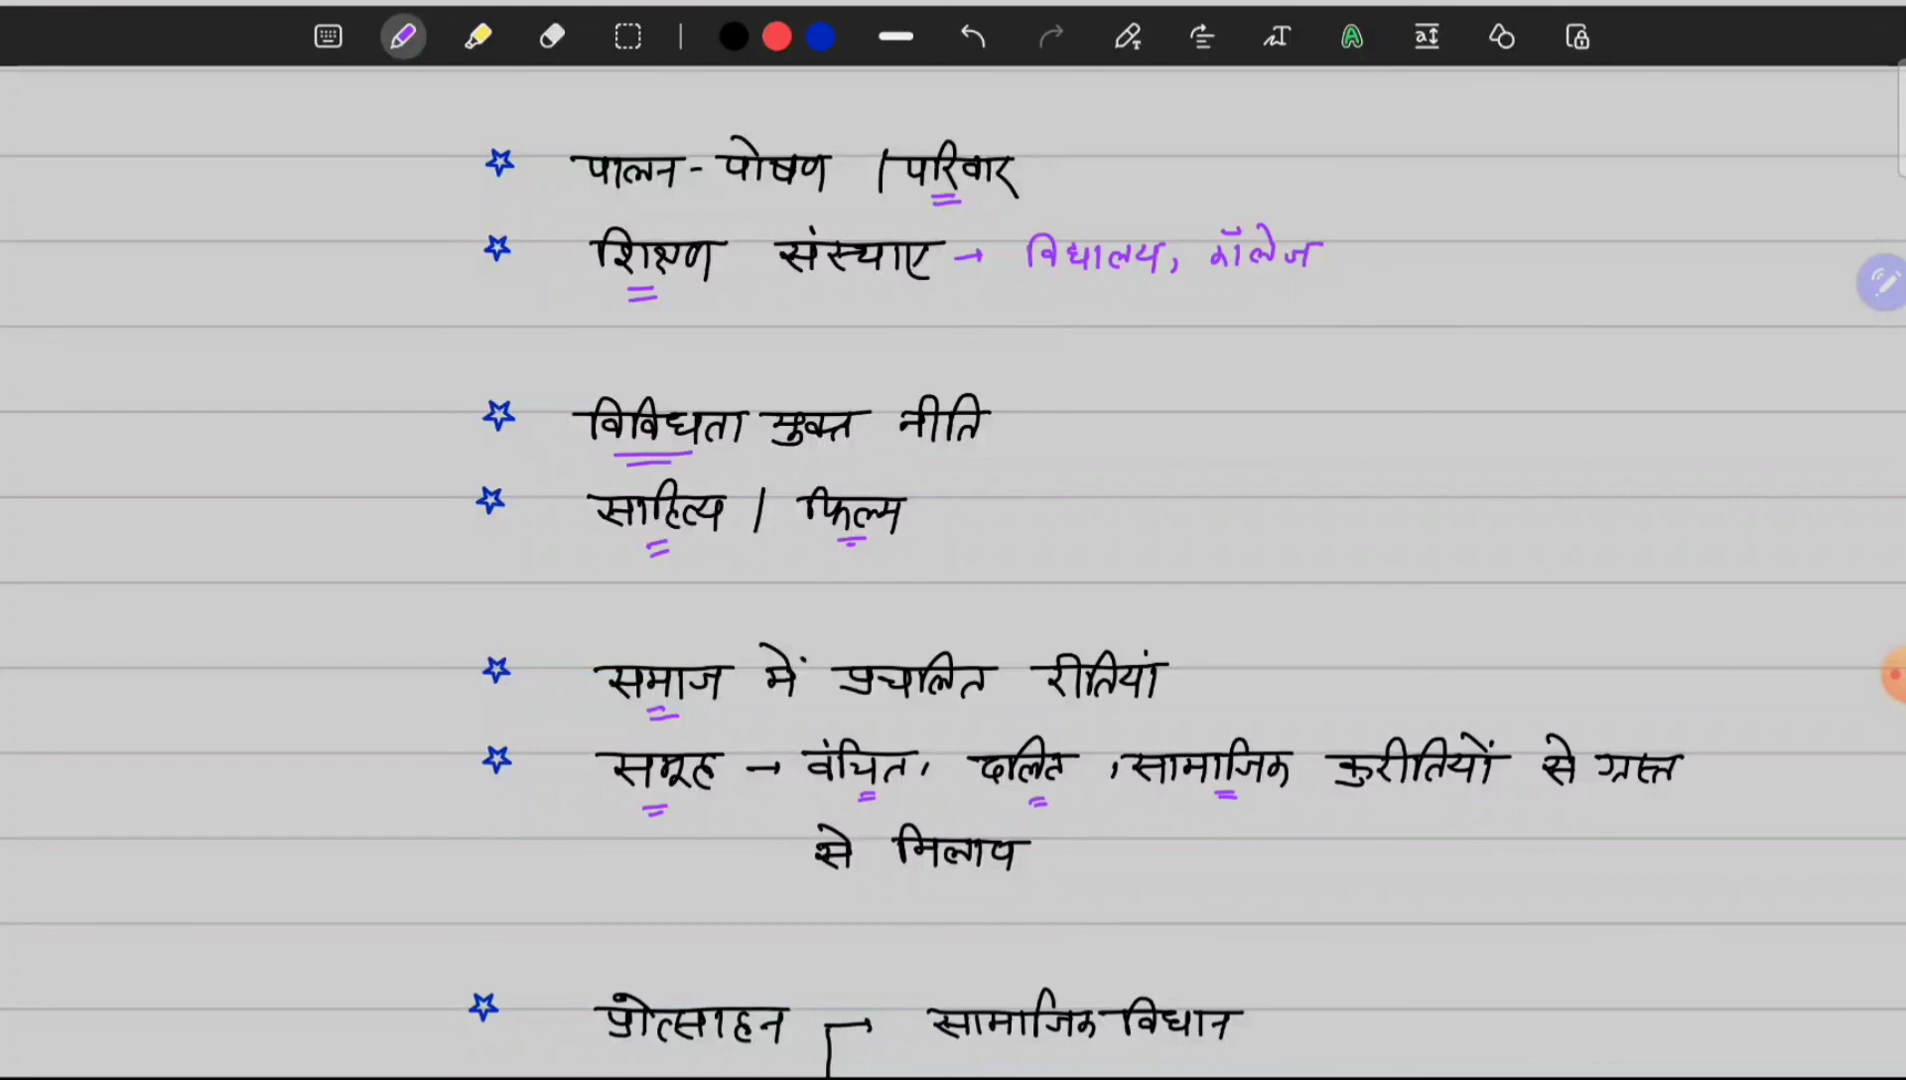 पालन - पोषण / परिवार
शिक्षण संस्थाए → विद्यालय, कॉलेज
विविधता युक्त नीति
साहित्य / फिल्म
समाज में प्रचलित रीतियां
समूह → वंचित, दलित, सामाजिक कुरीतियों से ग्रस्त
से मिलाप
प्रोत्साहन → सामाजिक विधान